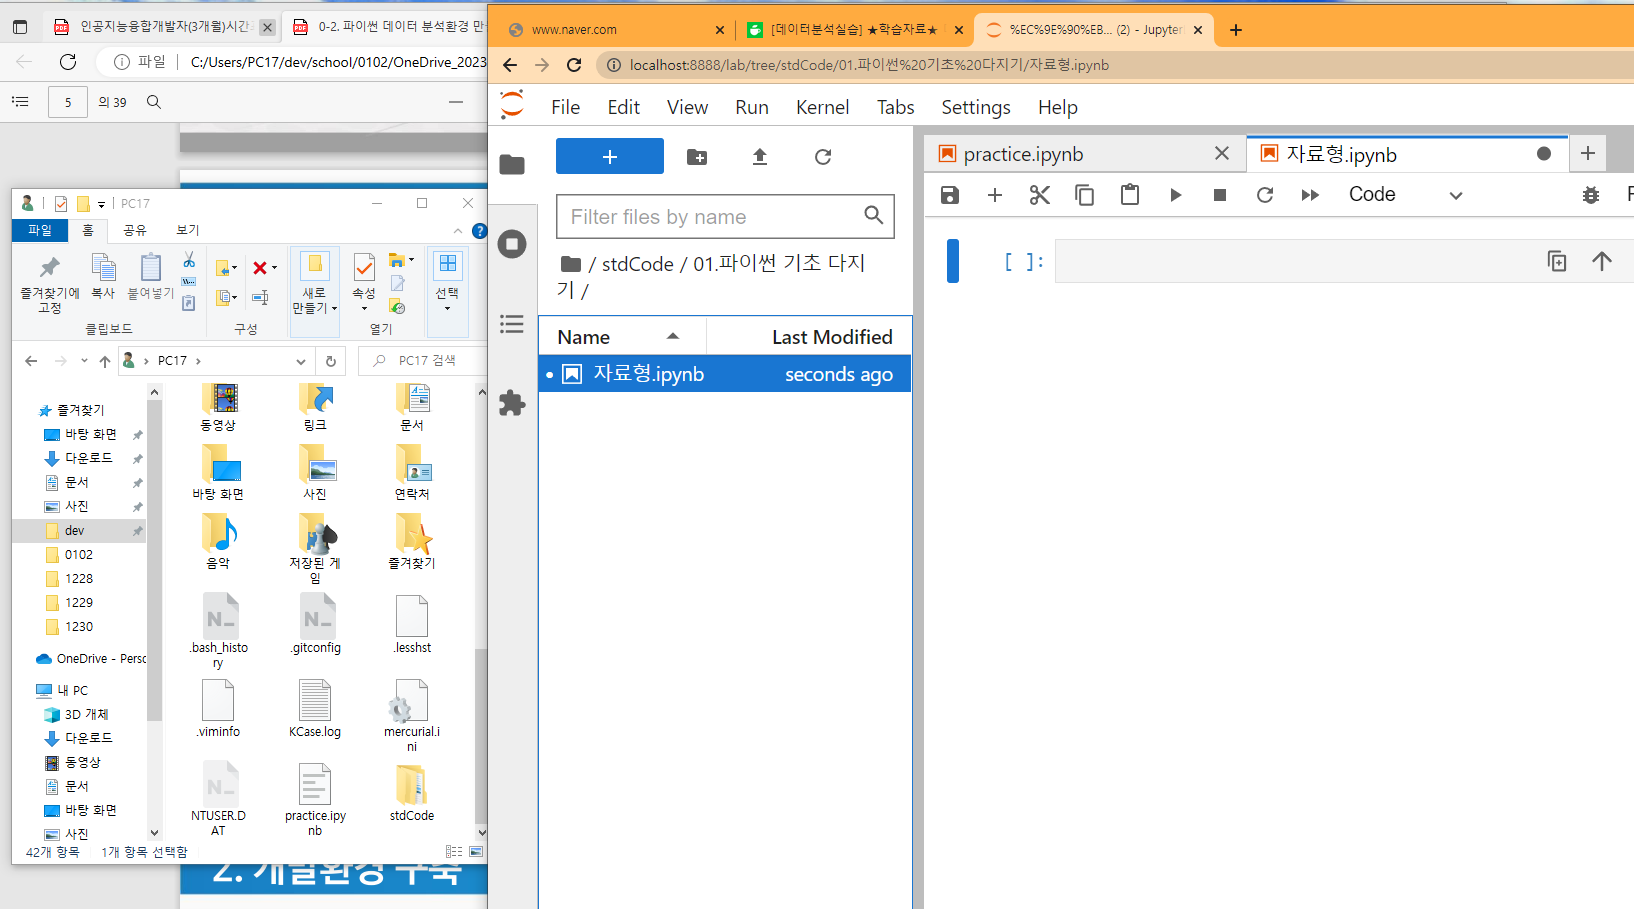 인공지능융합개발자(3개월)시간
0-2. 파이썬 데이터 분석환경 만
파일
C:/Users/PC17/dev/school/0102/OneDrive_2023
5
의 39
PC17
파일
홈
공유
보기
즐겨찾기에
고정
복사
붙여넣기
새로
만들기
속성
선택
클립보드
구성
열기
PC17
PC17 검색
즐겨찾기
바탕 화면
다운로드
문서
사진
dev
0102
1228
1229
1230
OneDrive - Perso
내 PC
3D 개체
다운로드
동영상
문서
바탕 화면
사진
동영상
링크
문서
바탕 화면
사진
연락처
음악
저장된 게
임
즐겨찾기
.bash_histo
ry
.gitconfig
.lesshst
.viminfo
KCase.log
mercurial.i
ni
NTUSER.D
AT
practice.ipy
nb
stdCode
42개 항목
1개 항목 선택함
2. 개발환경 구축
www.naver.com
[데이터분석실습] ★학습자료★
%EC%9E%90%EB... (2) - Jupyter
localhost:8888/lab/tree/stdCode/01.파이썬%20기초%20다지기/자료형.ipynb
File
Edit
View
Run
Kernel
Tabs
Settings
Help
Filter files by name
/ stdCode / 01.파이썬 기초 다지
기 /
Name
Last Modified
자료형.ipynb
seconds ago
practice.ipynb
자료형.ipynb
Code
[ ]: